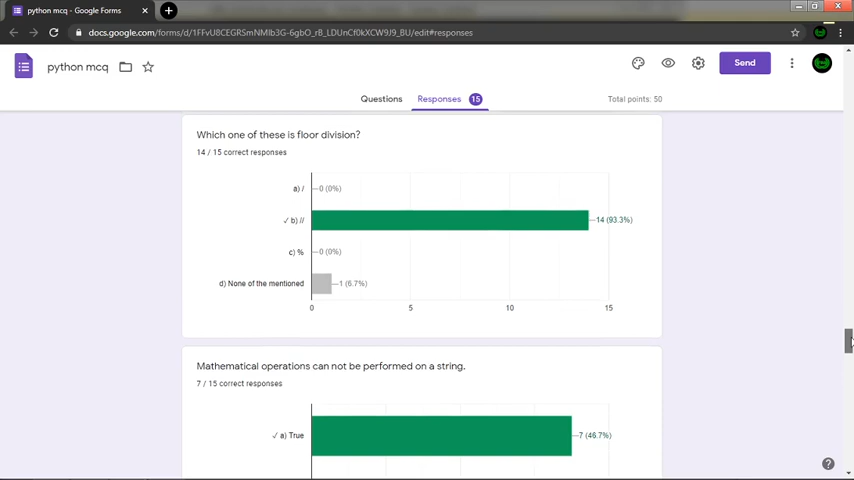 python mcq - Google Forms
docs.google.com/forms/d/1FFvU8CEGRSmNMIb3G-6gbO_rB_LDUnCf0kXCW9J9_BU/edit#responses
python mcq
Send
Questions
Responses 15
Total points: 50
Which one of these is floor division?
14 / 15 correct responses
a) /
0 (0%)
✓ b) //
14 (93.3%)
c) %
0 (0%)
d) None of the mentioned
1 (6.7%)
0 5 10 15
Mathematical operations can not be performed on a string.
7 / 15 correct responses
✓ a) True
7 (46.7%)